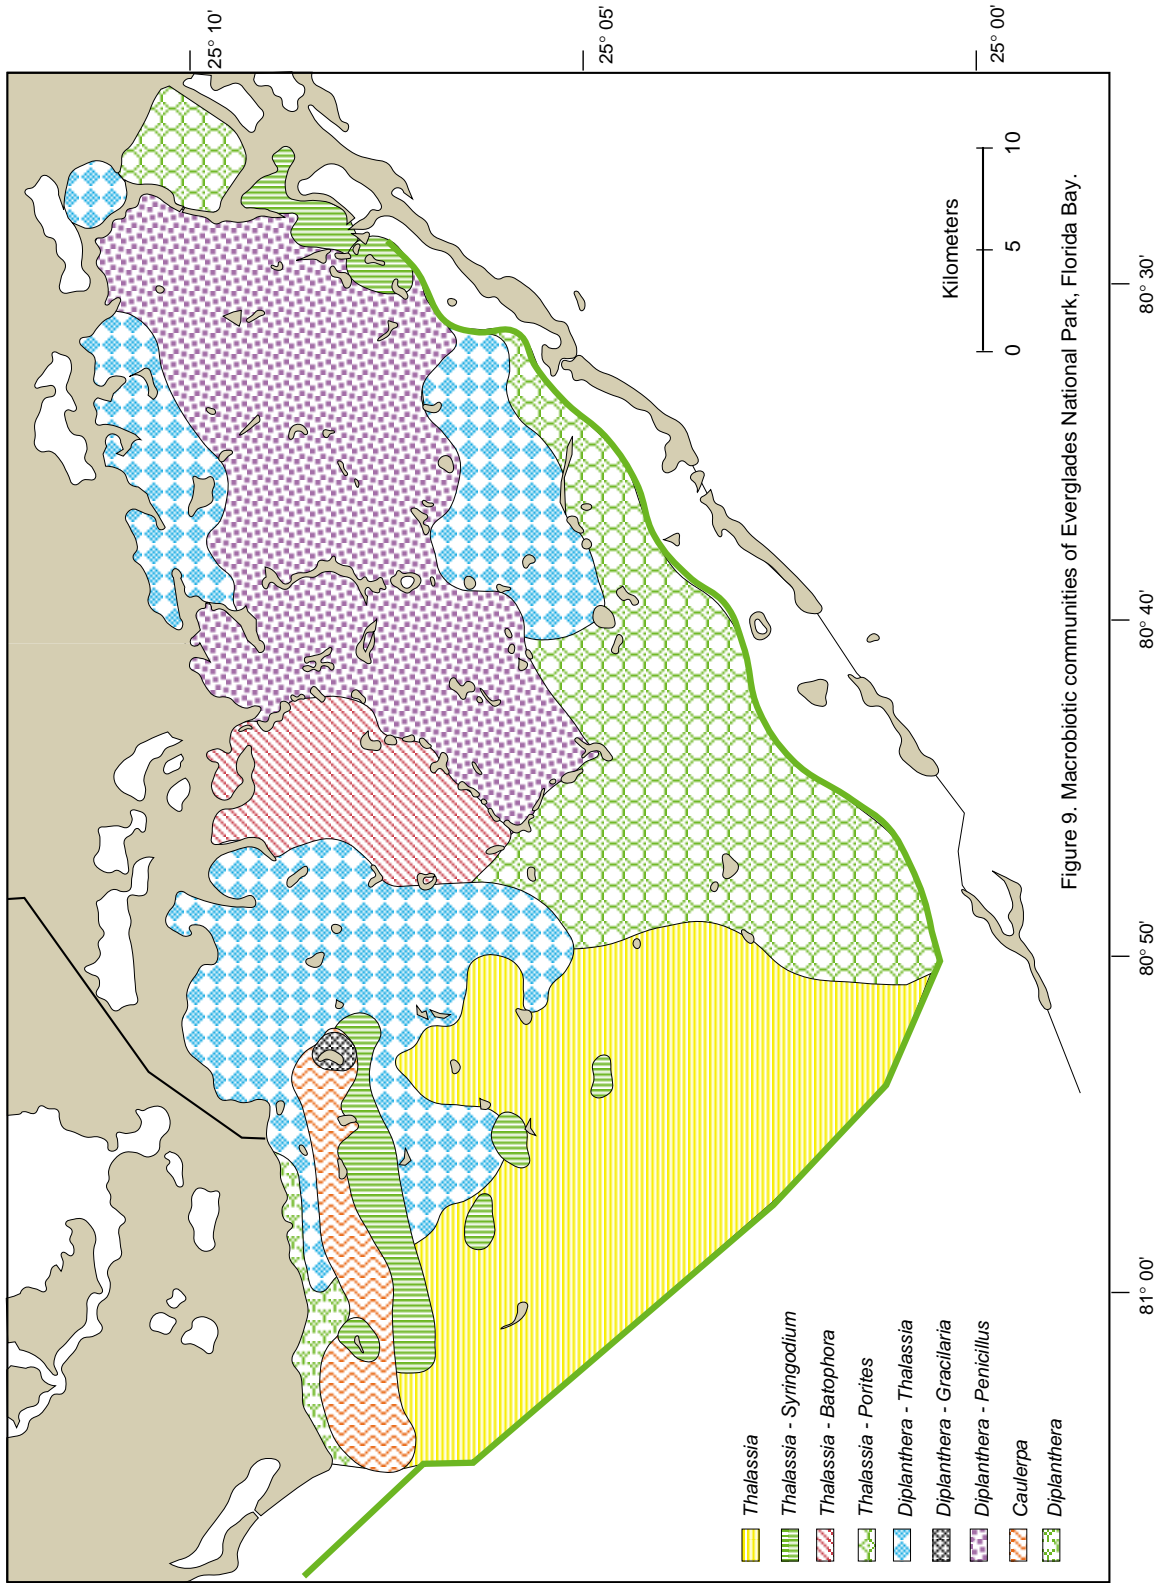 25° 10'
25° 05'
25° 00'
80° 30'
80° 40'
80° 50'
81° 00'
Kilometers
0 5 10
Thalassia
Thalassia - Syringodium
Thalassia - Batophora
Thalassia - Porites
Diplanthera - Thalassia
Diplanthera - Gracilaria
Diplanthera - Penicillus
Caulerpa
Diplanthera
Figure 9. Macrobiotic communities of Everglades National Park, Florida Bay.